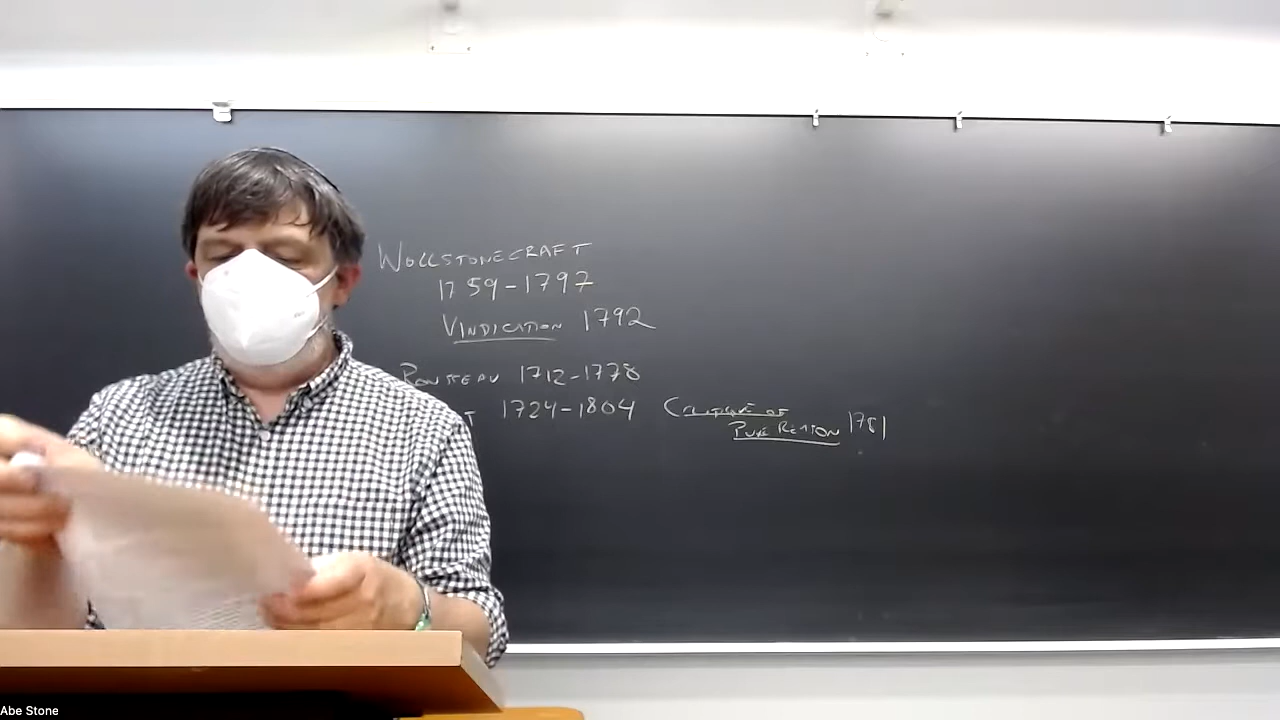 WOLLSTONECRAFT
1759-1797
VINDICATION 1792
ROUSSEAU 1712-1778
T 1724-1804 CRITIQUE OF
PURE REASON 1781
Abe Stone